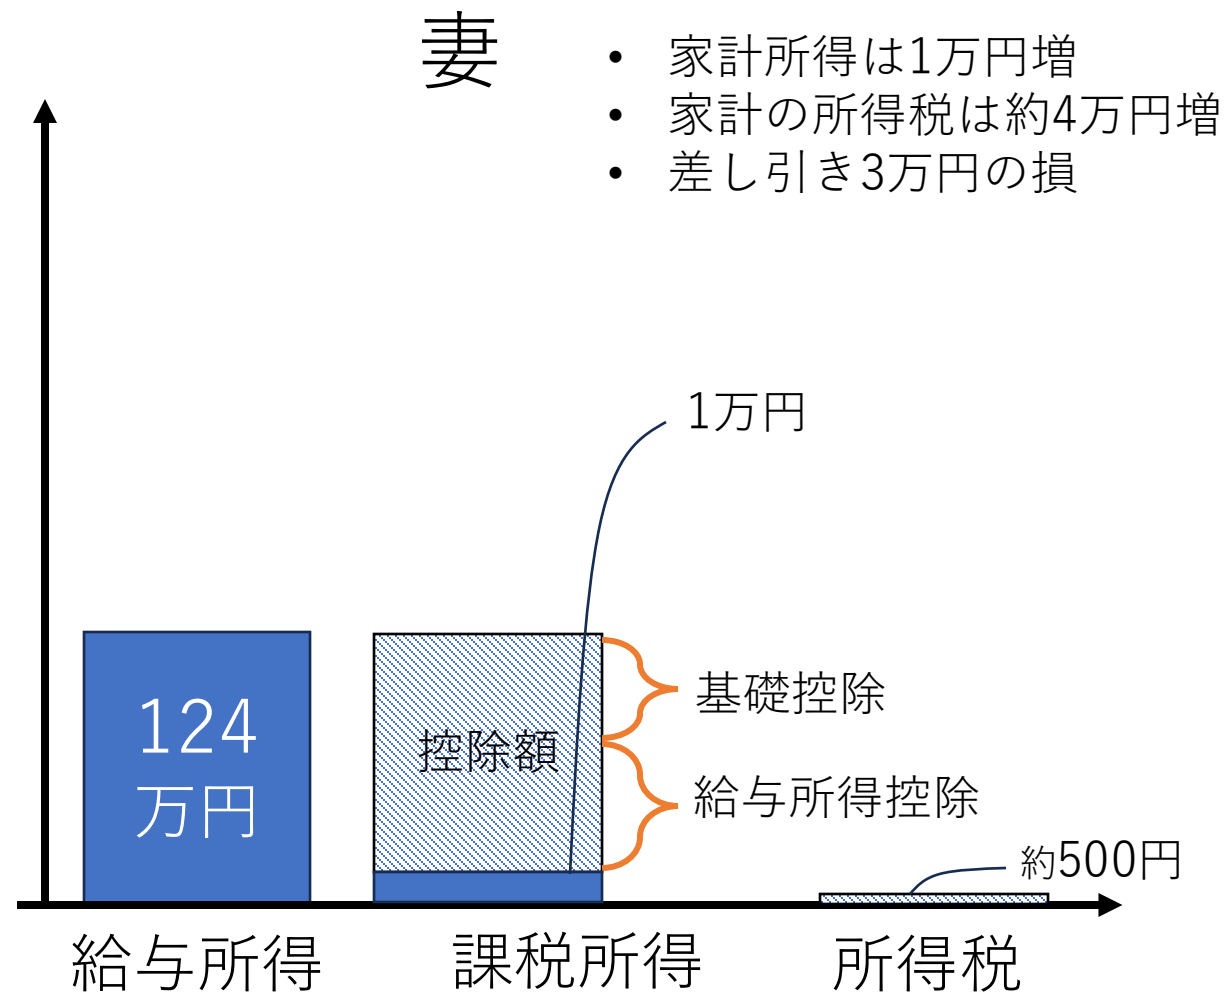 妻
• 家計所得は1万円増
• 家計の所得税は約4万円増
• 差し引き3万円の損
1万円
124
万円
控除額
基礎控除
給与所得控除
約500円
給与所得
課税所得
所得税